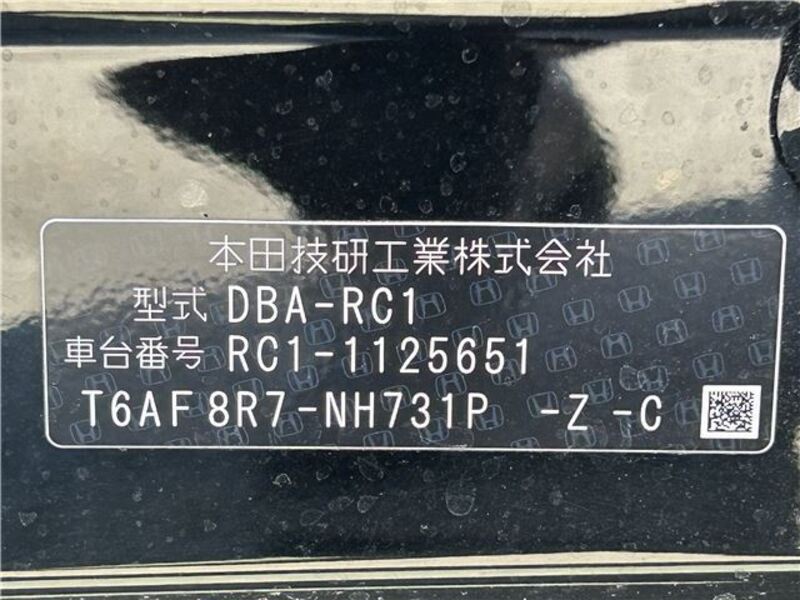 本田技研工業株式会社
型式 DBA-RC1
車台番号 RC1-1125651
T6AF8R7-NH731P -Z -C